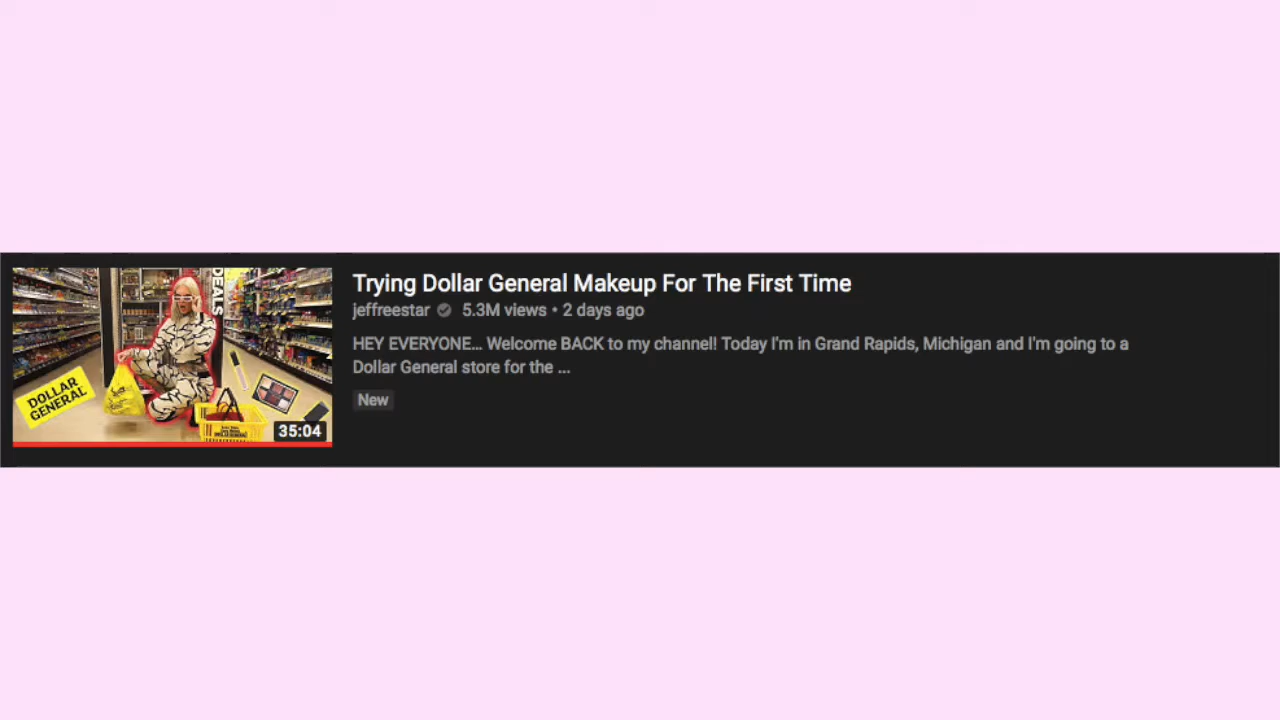 Trying Dollar General Makeup For The First Time
jeffreestar 5.3M views • 2 days ago
HEY EVERYONE... Welcome BACK to my channel! Today I'm in Grand Rapids, Michigan and I'm going to a
Dollar General store for the ...
New
DEALS
DOLLAR
GENERAL
35:04